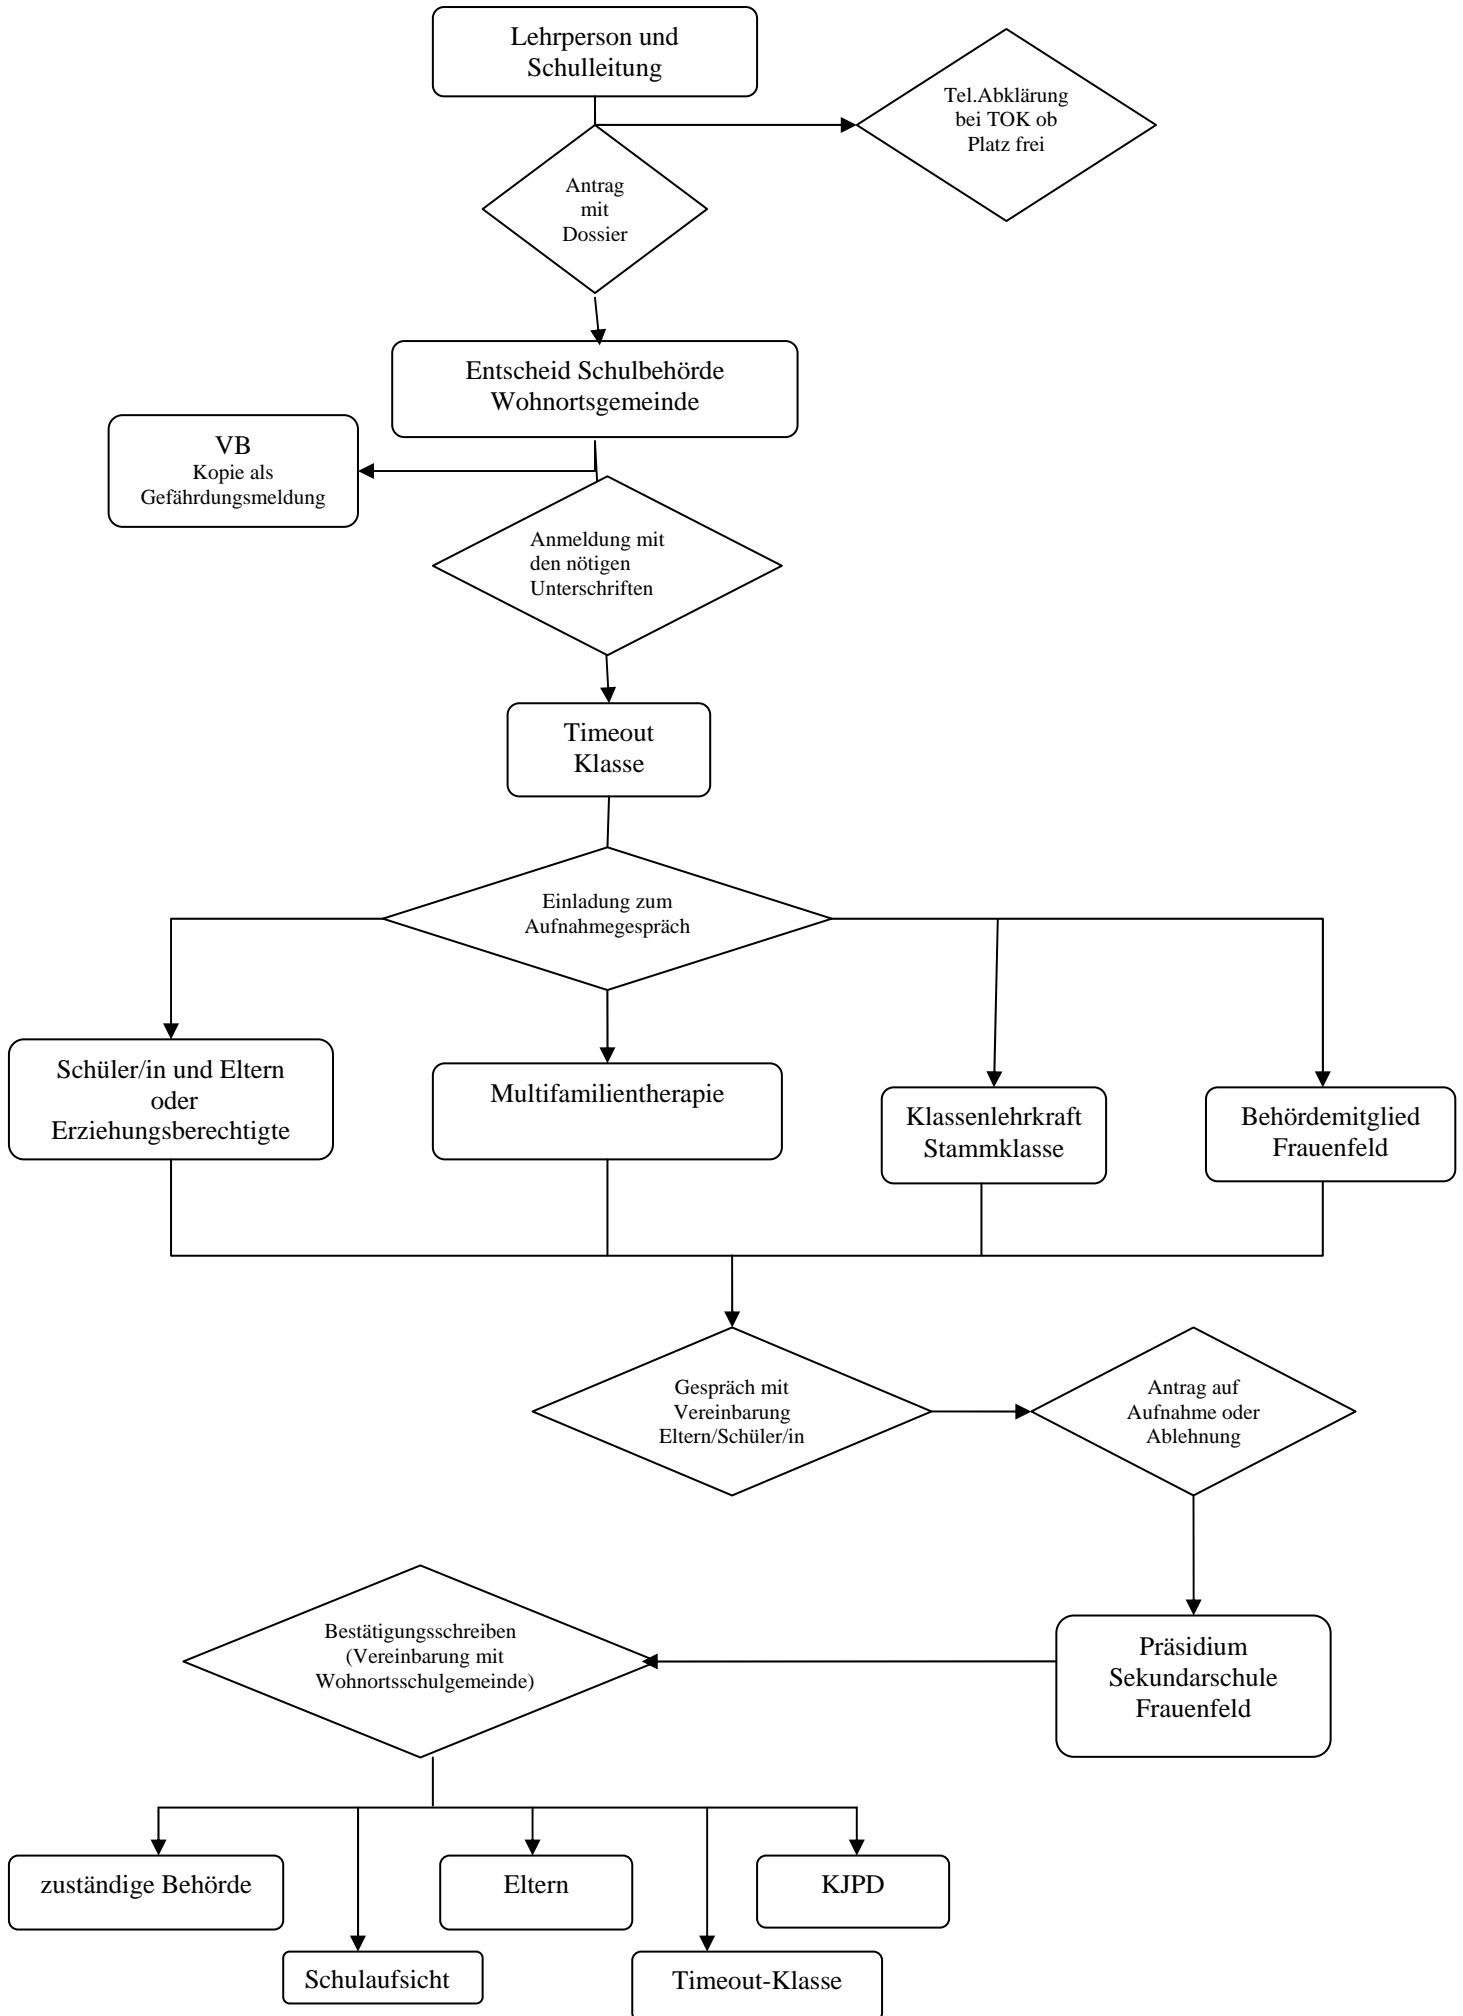 Lehrperson und
Schulleitung
Tel.Abklärung
bei TOK ob
Platz frei
Antrag
mit
Dossier
Entscheid Schulbehörde
Wohnortsgemeinde
VB
Kopie als
Gefährdungsmeldung
Anmeldung mit
den nötigen
Unterschriften
Timeout
Klasse
Einladung zum
Aufnahmegespräch
Schüler/in und Eltern
oder
Erziehungsberechtigte
Multifamilientherapie
Klassenlehrkraft
Stammklasse
Behördemitglied
Frauenfeld
Gespräch mit
Vereinbarung
Eltern/Schüler/in
Antrag auf
Aufnahme oder
Ablehnung
Bestätigungsschreiben
(Vereinbarung mit
Wohnortsschulgemeinde)
Präsidium
Sekundarschule
Frauenfeld
zuständige Behörde
Eltern
KJPD
Schulaufsicht
Timeout-Klasse